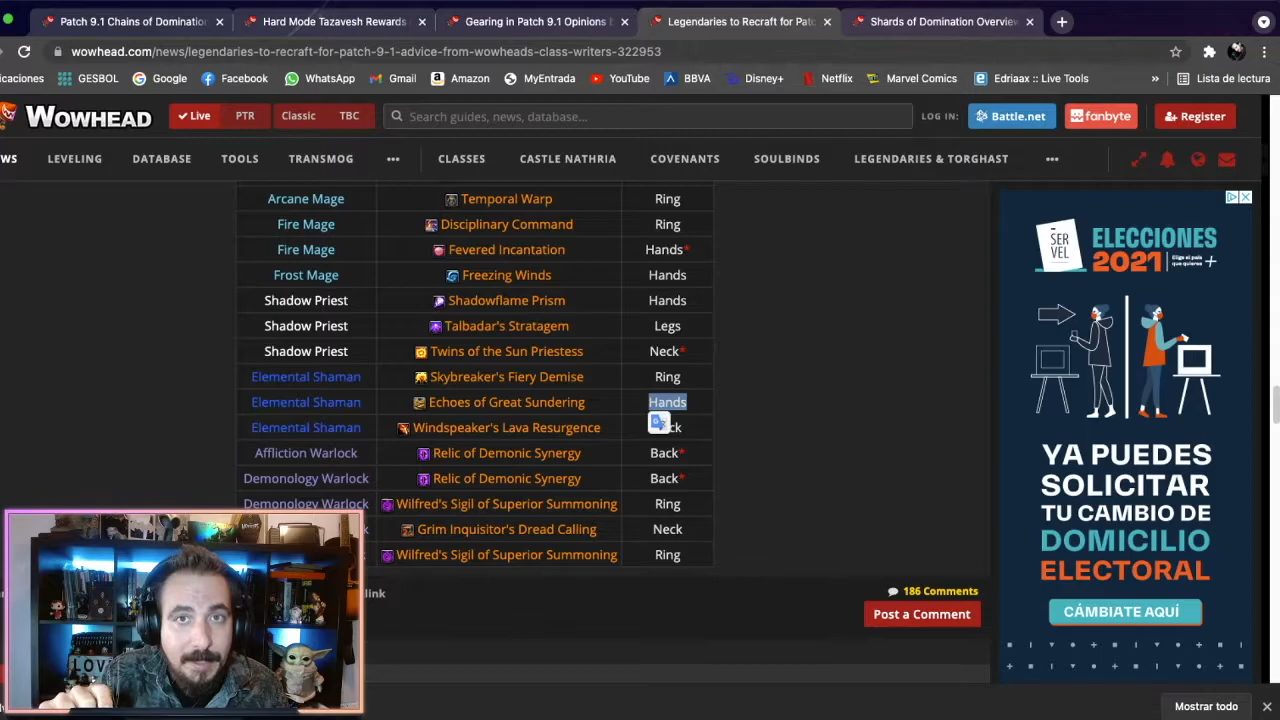 Patch 9.1 Chains of Dominatio
Hard Mode Tazavesh Rewards
Gearing in Patch 9.1 Opinions b
Legendaries to Recraft for Patc
Shards of Domination Overview
wowhead.com/news/legendaries-to-recraft-for-patch-9-1-advice-from-wowheads-class-writers-322953
ciones
GESBOL
Google
Facebook
WhatsApp
Gmail
Amazon
MyEntrada
YouTube
BBVA
Disney+
Netflix
Marvel Comics
Edriaax :: Live Tools
»
Lista de lectura
WOWHEAD
Live
PTR
Classic
TBC
Search guides, news, database...
LOG IN:
Battle.net
fanbyte
Register
WS
LEVELING
DATABASE
TOOLS
TRANSMOG
CLASSES
CASTLE NATHRIA
COVENANTS
SOULBINDS
LEGENDARIES & TORGHAST
Arcane Mage Temporal Warp Ring
Fire Mage Disciplinary Command Ring
Fire Mage Fevered Incantation Hands*
Frost Mage Freezing Winds Hands
Shadow Priest Shadowflame Prism Hands
Shadow Priest Talbadar's Stratagem Legs
Shadow Priest Twins of the Sun Priestess Neck*
Elemental Shaman Skybreaker's Fiery Demise Ring
Elemental Shaman Echoes of Great Sundering Hands
Elemental Shaman Windspeaker's Lava Resurgence ck
Affliction Warlock Relic of Demonic Synergy Back*
Demonology Warlock Relic of Demonic Synergy Back*
Demonology Warlock Wilfred's Sigil of Superior Summoning Ring
Grim Inquisitor's Dread Calling Neck
Wilfred's Sigil of Superior Summoning Ring
link
186 Comments
Post a Comment
SERVEL
ELECCIONES
2021
YA PUEDES
SOLICITAR
TU CAMBIO DE
DOMICILIO
ELECTORAL
CÁMBIATE AQUÍ
LOV
Mostrar todo